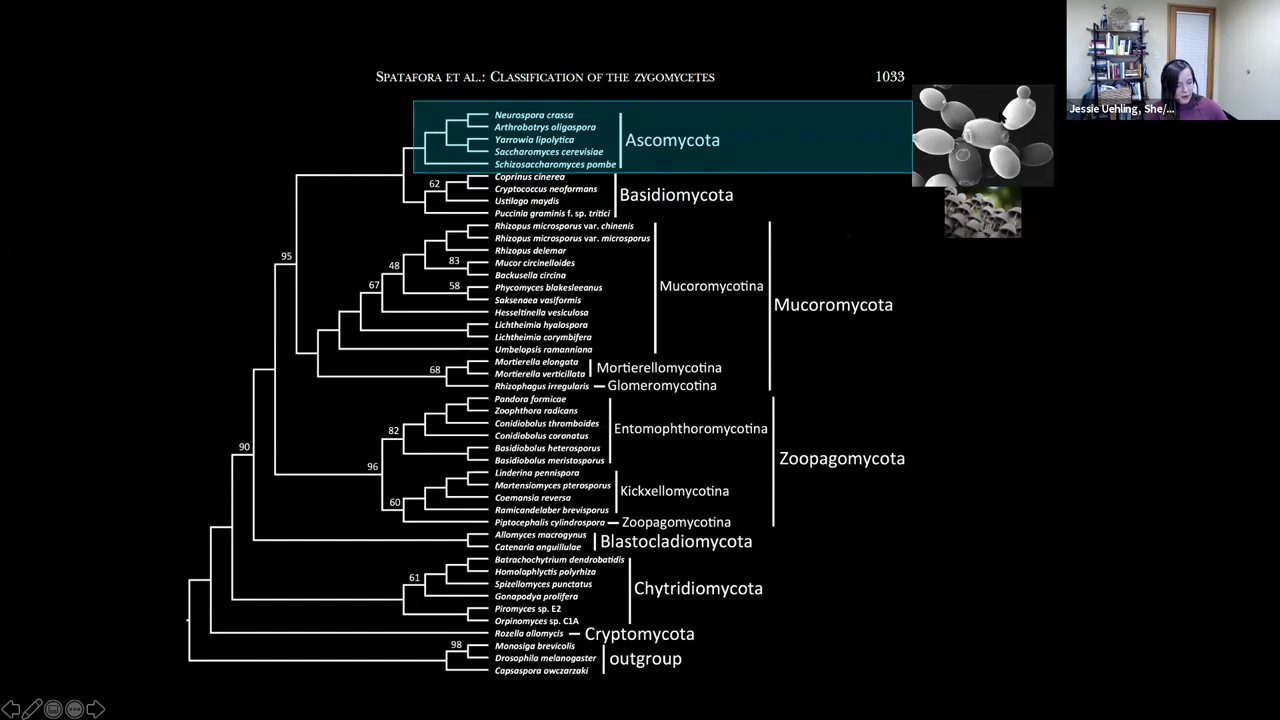 SPATAFORA ET AL.: CLASSIFICATION OF THE ZYGOMYCETES 1033
Jessie Uehling, She/...
Neurospora crassa
Arthrobotrys oligospora
Yarrowia lipolytica
Saccharomyces cerevisiae
Schizosaccharomyces pombe
Ascomycota
Coprinus cinerea
62
Cryptococcus neoformans
Ustilago maydis
Puccinia graminis f. sp. tritici
Basidiomycota
Rhizopus microsporus var. chinenis
Rhizopus microsporus var. microsporus
Rhizopus delemar
95
48
83
Mucor circinelloides
Backusella circina
67
58
Phycomyces blakesleeanus
Saksenaea vasiformis
Hesseltinella vesiculosa
Lichtheimia hyalospora
Lichtheimia corymbifera
Umbelopsis ramanniana
Mucoromycotina
Mucoromycota
Mortierella elongata
68
Mortierella verticillata
Mortierellomycotina
Rhizophagus irregularis
Glomeromycotina
Pandora formicae
Zoophthora radicans
Conidiobolus thromboides
82
Conidiobolus coronatus
90
Basidiobolus heterosporus
Basidiobolus meristosporus
Entomophthoromycotina
Zoopagomycota
96
Linderina pennispora
Martensiomyces pterosporus
60
Coemansia reversa
Ramicandelaber brevisporus
Kickxellomycotina
Piptocephalis cylindrospora
Zoopagomycotina
Allomyces macrogynus
Catenaria anguillulae
Blastocladiomycota
Batrachochytrium dendrobatidis
61
Homolaphlyctis polyrhiza
Spizellomyces punctatus
Gonapodya prolifera
Piromyces sp. E2
Orpinomyces sp. C1A
Chytridiomycota
Rozella allomycis
Cryptomycota
98
Monosiga brevicolis
Drosophila melanogaster
Capsaspora owczarzaki
outgroup